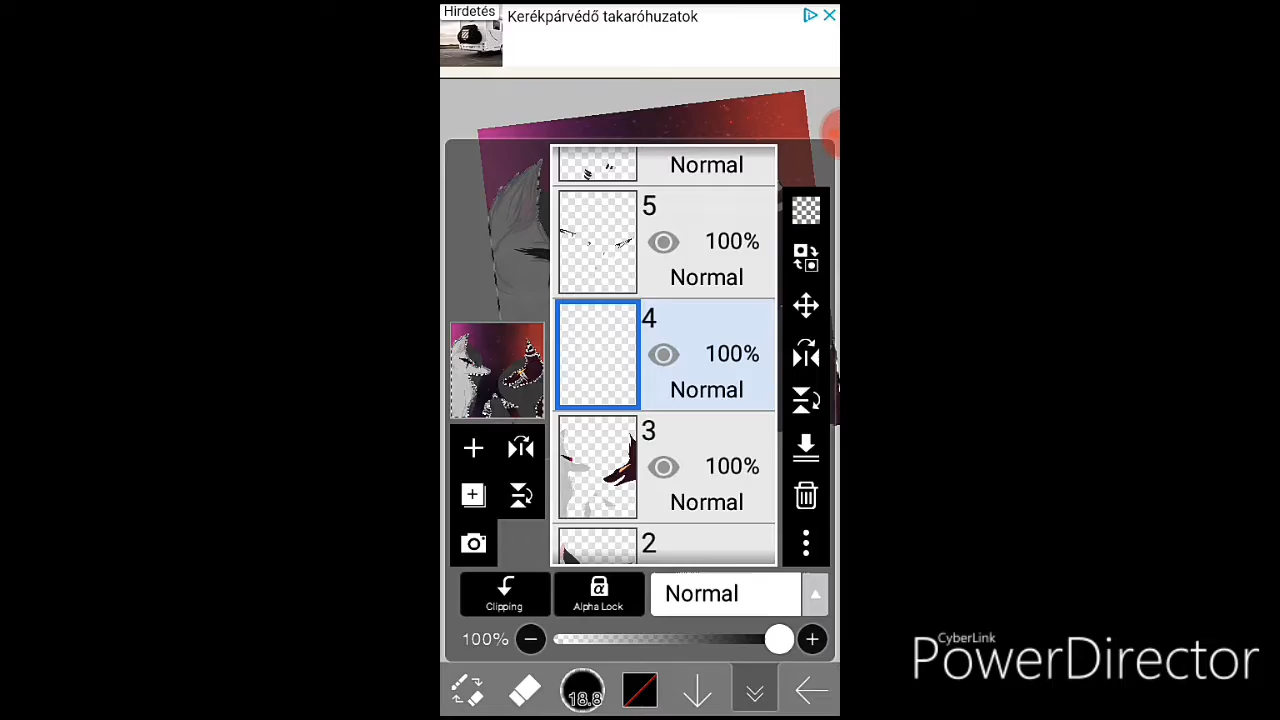 Hirdetés
Kerékpárvédő takaróhuzatok
Normal
5
100%
Normal
4
100%
Normal
3
100%
Normal
2
Clipping
α
Alpha Lock
Normal
100%
18.8
CyberLink
PowerDirector